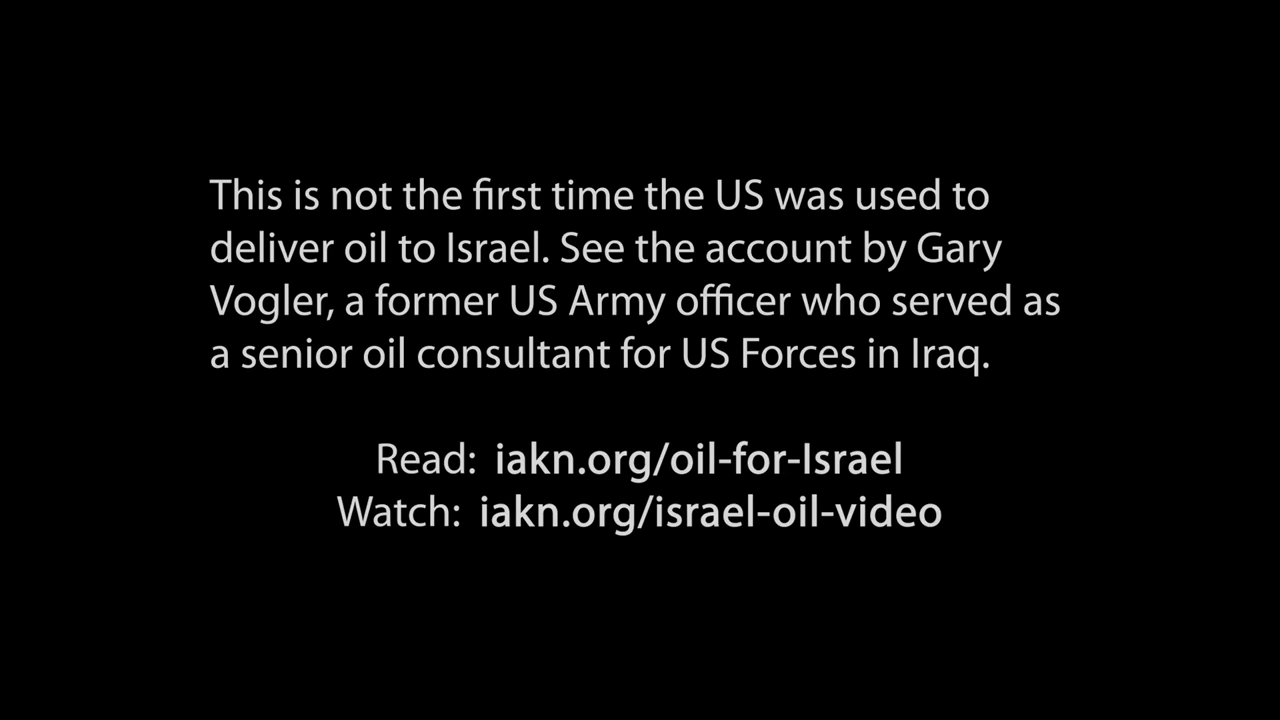 This is not the first time the US was used to
deliver oil to Israel. See the account by Gary
Vogler, a former US Army officer who served as
a senior oil consultant for US Forces in Iraq.
Read: iakn.org/oil-for-Israel
Watch: iakn.org/israel-oil-video